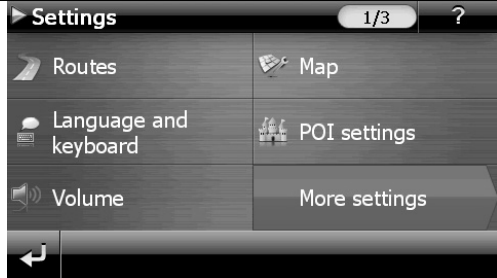 Settings
1/3
?
Routes
Map
Language and
keyboard
POI settings
Volume
More settings